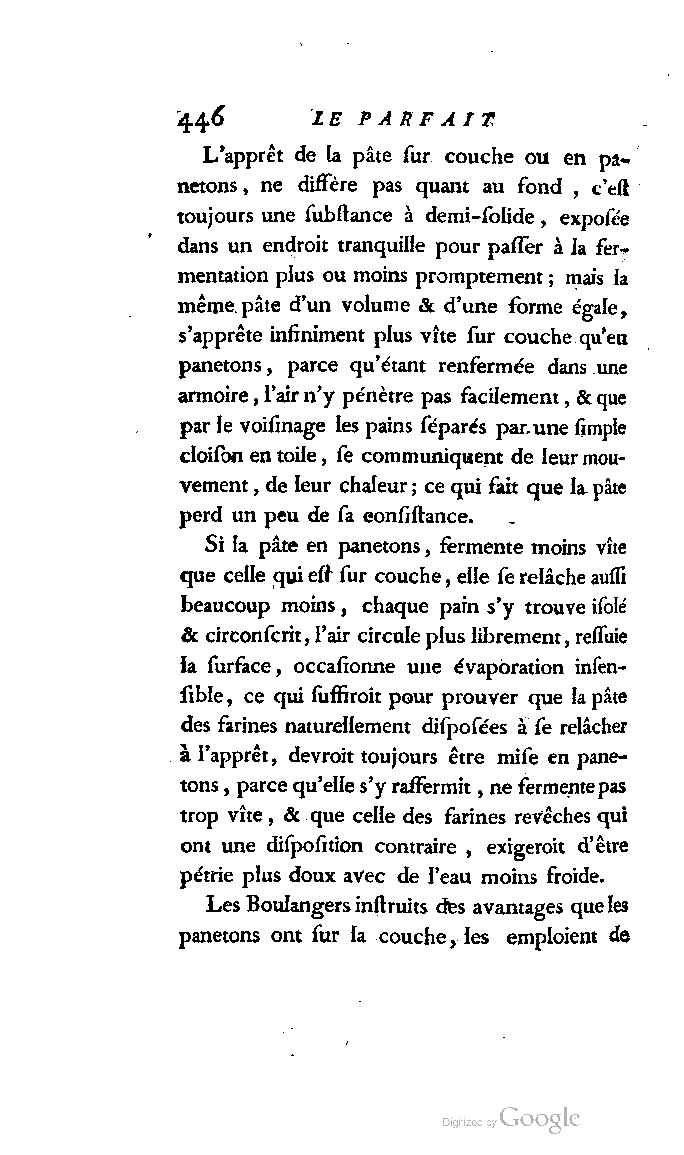 446 LE PARFAIT
L'apprêt de la pâte ſur couche ou en pa-
netons, ne diffère pas quant au fond, c'eſt
toujours une ſubſtance à demi-ſolide, expoſée
dans un endroit tranquille pour paſſer à la fer-
mentation plus ou moins promptement; mais la
même pâte d'un volume & d'une forme égale,
s'apprête infiniment plus vîte ſur couche qu'en
panetons, parce qu'étant renfermée dans une
armoire, l'air n'y pénètre pas facilement, & que
par le voiſinage les pains ſéparés par une ſimple
cloiſon en toile, ſe communiquent de leur mou-
vement, de leur chaleur; ce qui fait que la pâte
perd un peu de ſa conſiſtance.
Si la pâte en panetons, fermente moins vîte
que celle qui eſt ſur couche, elle ſe relâche auſſi
beaucoup moins, chaque pain s'y trouve iſolé
& circonſcrit, l'air circule plus librement, reſſuie
la ſurface, occaſionne une évaporation inſen-
ſible, ce qui ſuffiroit pour prouver que la pâte
des farines naturellement diſpoſées à ſe relâcher
à l'apprêt, devroit toujours être miſe en pane-
tons, parce qu'elle s'y raffermit, ne fermente pas
trop vîte, & que celle des farines revêches qui
ont une diſpoſition contraire, exigeroit d'être
pétrie plus doux avec de l'eau moins froide.
Les Boulangers inſtruits des avantages que les
panetons ont ſur la couche, les emploient de
Digitized by Google